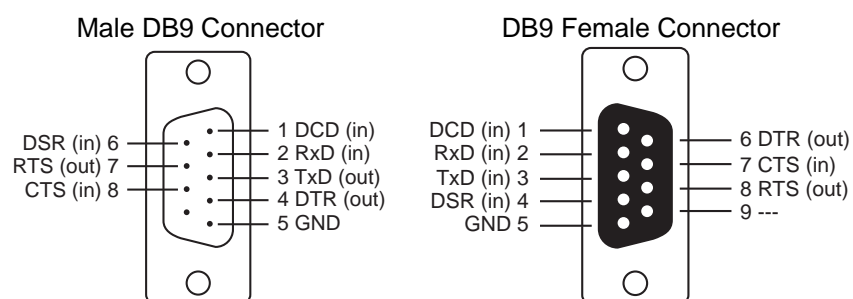 Male DB9 Connector
DSR (in) 6
RTS (out) 7
CTS (in) 8
1 DCD (in)
2 RxD (in)
3 TxD (out)
4 DTR (out)
5 GND
DB9 Female Connector
DCD (in) 1
RxD (in) 2
TxD (in) 3
DSR (in) 4
GND 5
6 DTR (out)
7 CTS (in)
8 RTS (out)
9 ---